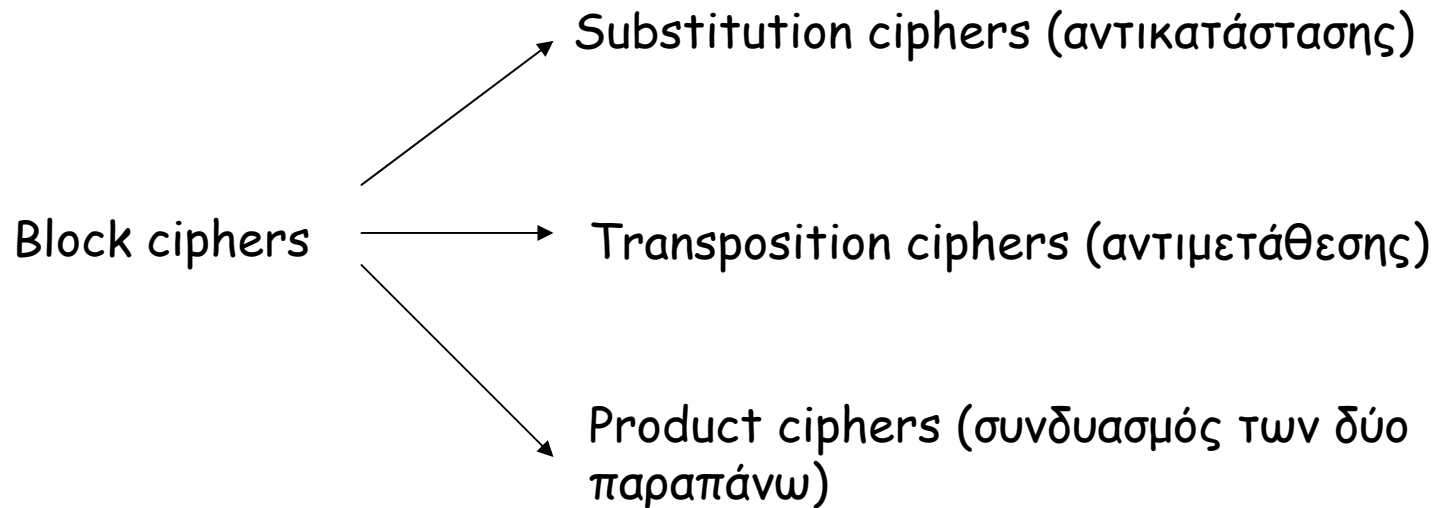 Substitution ciphers (αντικατάστασης)
Block ciphers
Transposition ciphers (αντιμετάθεσης)
Product ciphers (συνδυασμός των δύο
παραπάνω)